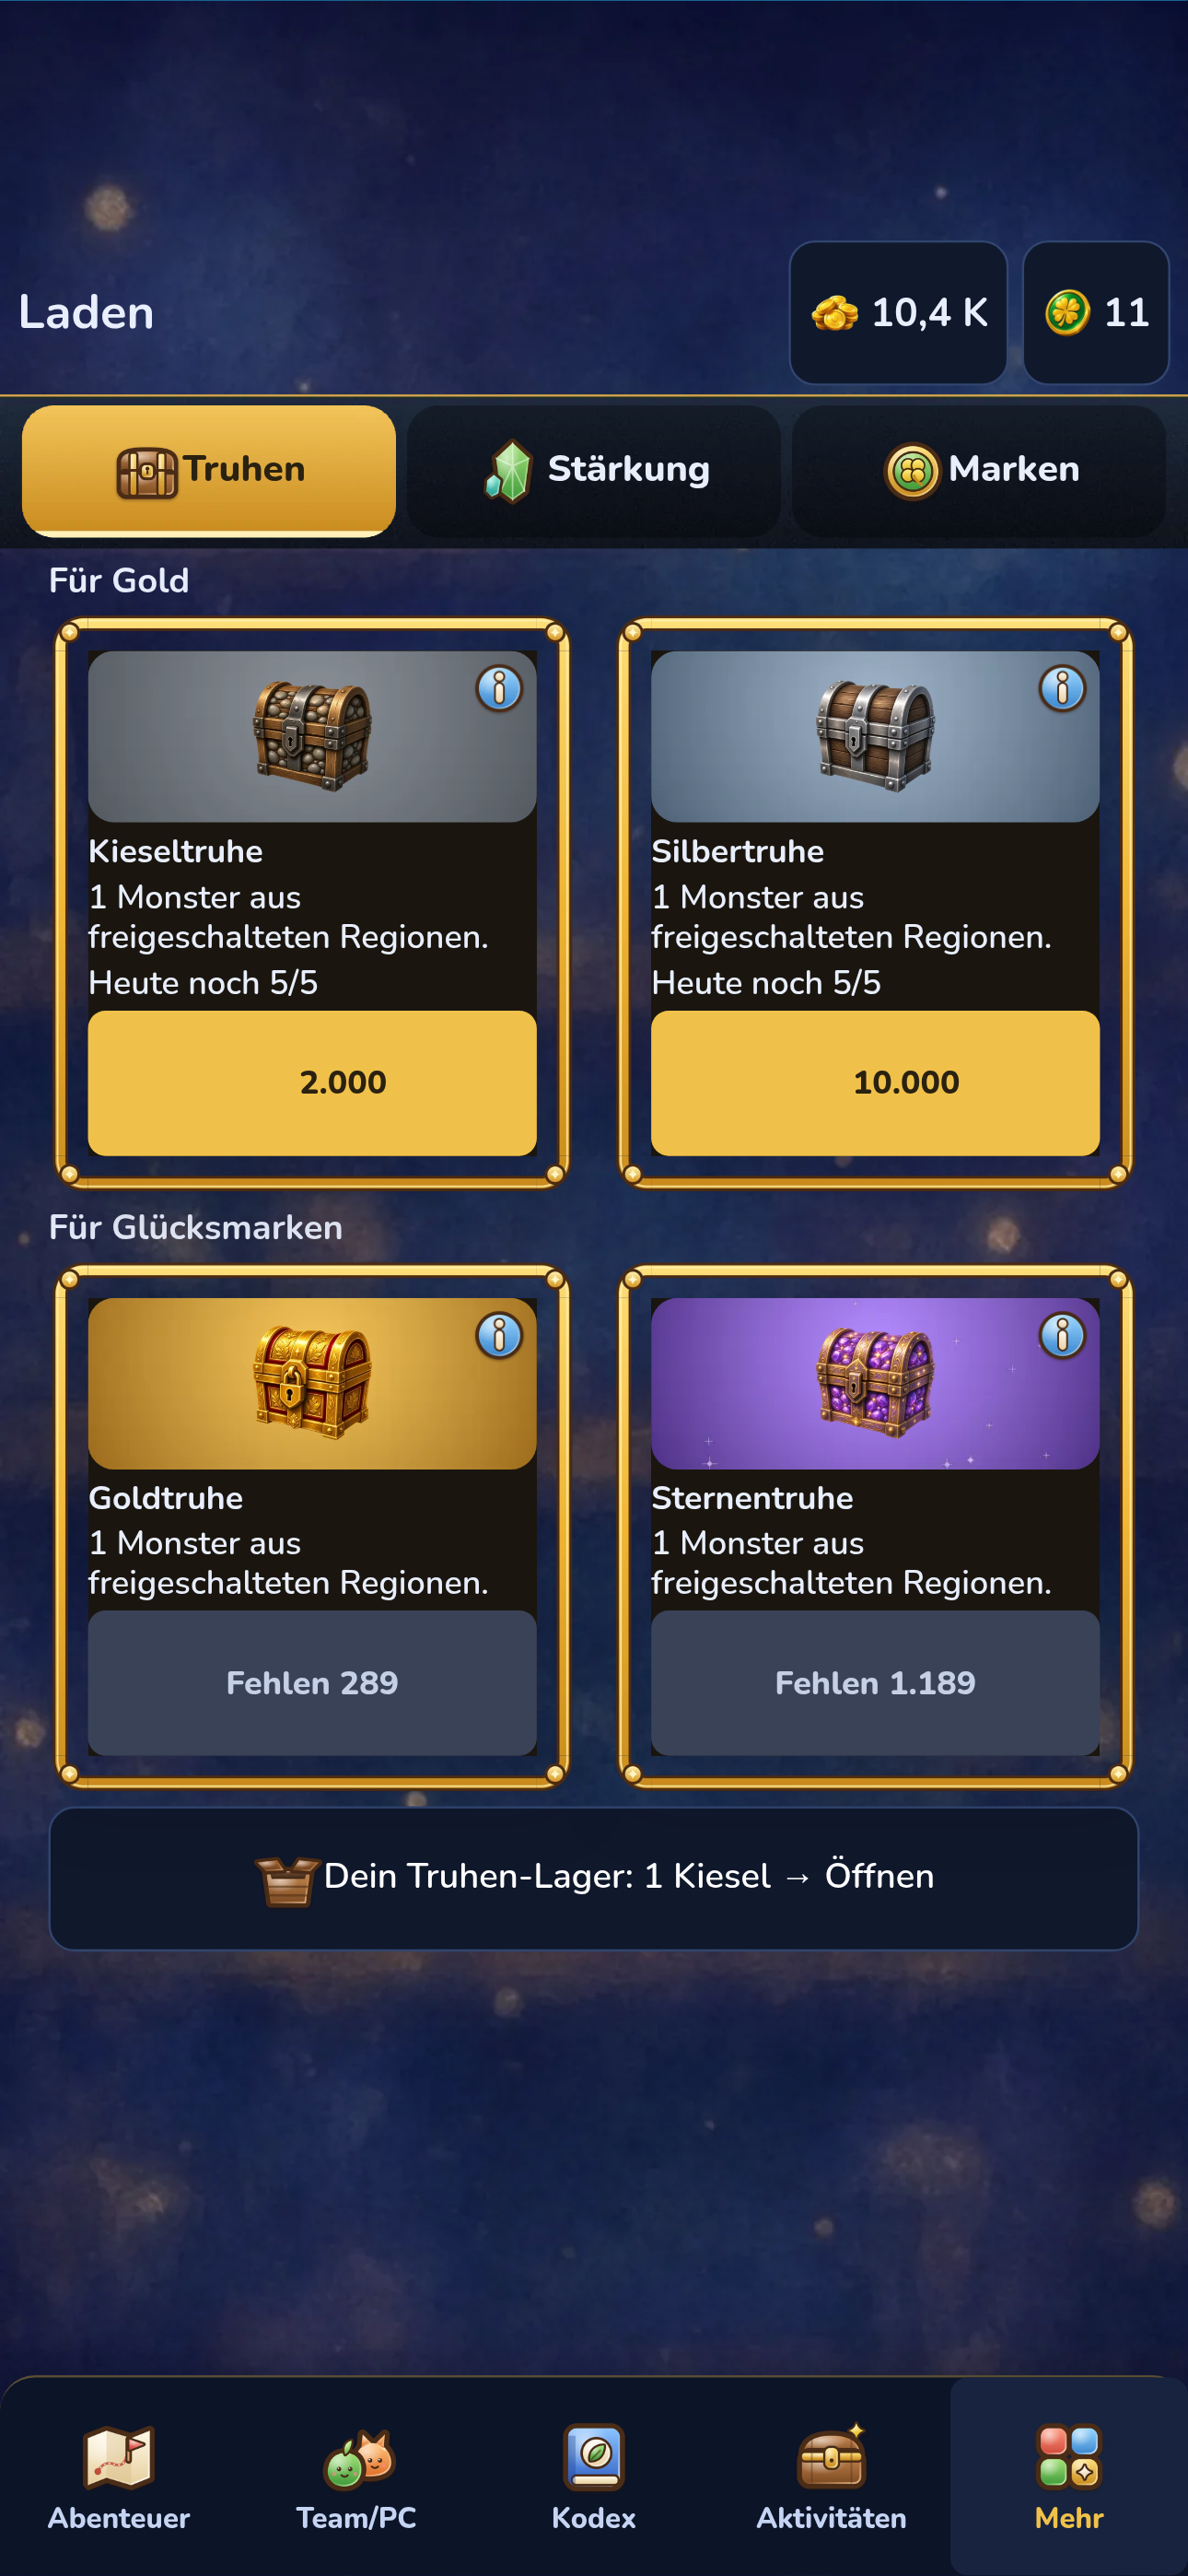 Laden
10,4 K
11
Truhen
Stärkung
Marken
Für Gold
Kieseltruhe
1 Monster aus
freigeschalteten Regionen.
Heute noch 5/5
2.000
Silbertruhe
1 Monster aus
freigeschalteten Regionen.
Heute noch 5/5
10.000
Für Glücksmarken
Goldtruhe
1 Monster aus
freigeschalteten Regionen.
Fehlen 289
Sternentruhe
1 Monster aus
freigeschalteten Regionen.
Fehlen 1.189
Dein Truhen-Lager: 1 Kiesel → Öffnen
Abenteuer
Team/PC
Kodex
Aktivitäten
Mehr